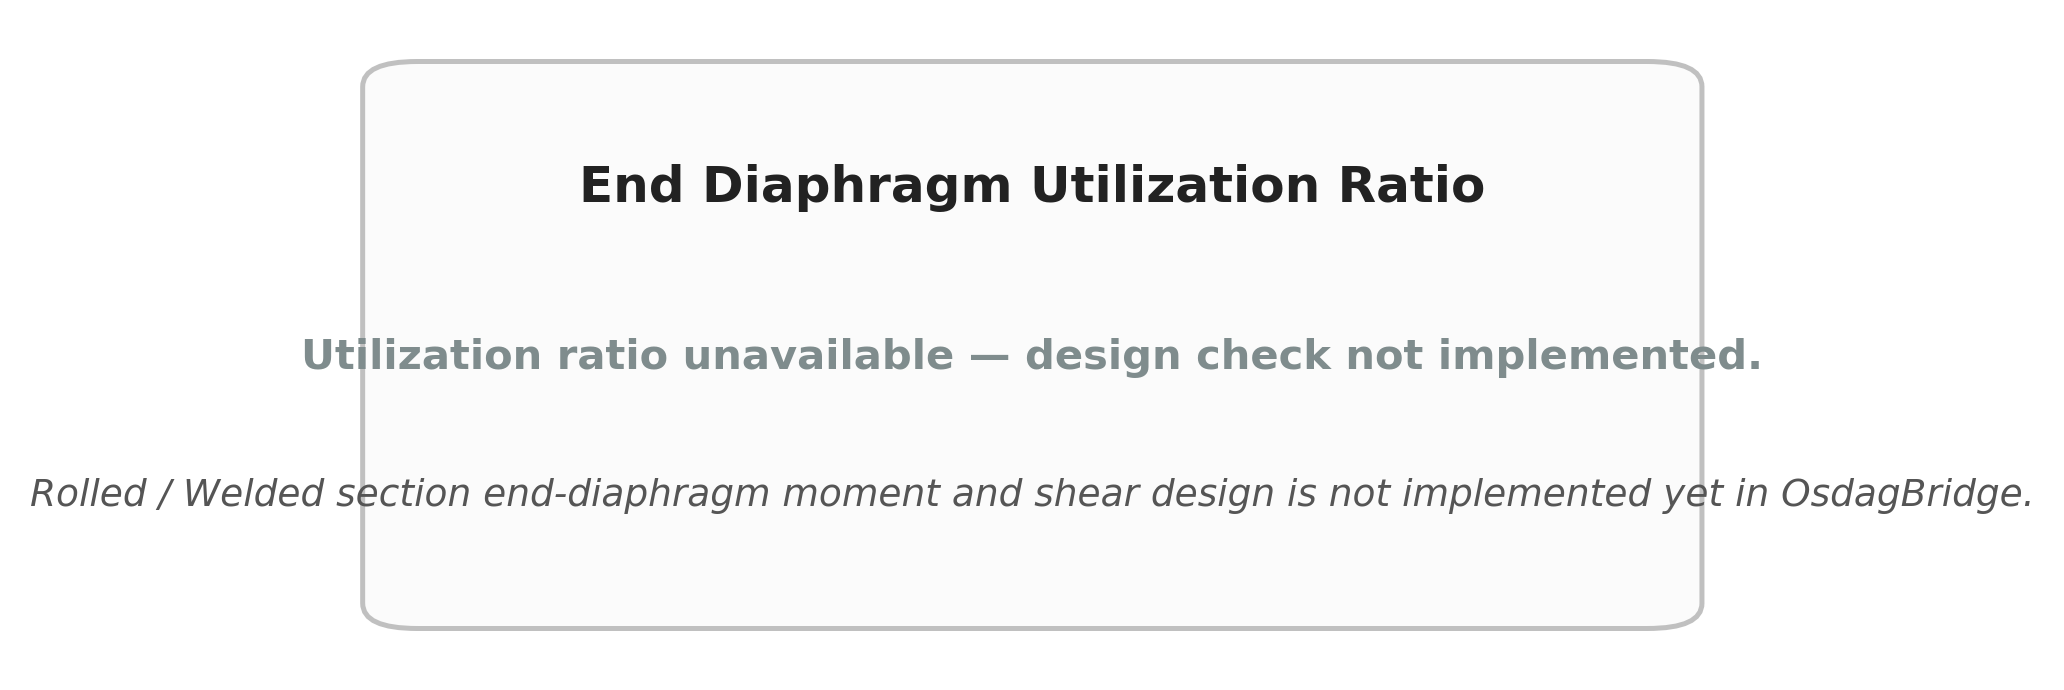 End Diaphragm Utilization Ratio
Utilization ratio unavailable — design check not implemented.
Rolled / Welded section end-diaphragm moment and shear design is not implemented yet in OsdagBridge.